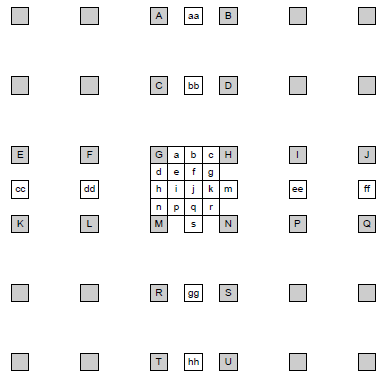 A aa B
C bb D
E F G a b c H I J
d e f g
cc dd h i j k m ee ff
n p q r
K L M s N P Q
R gg S
T hh U